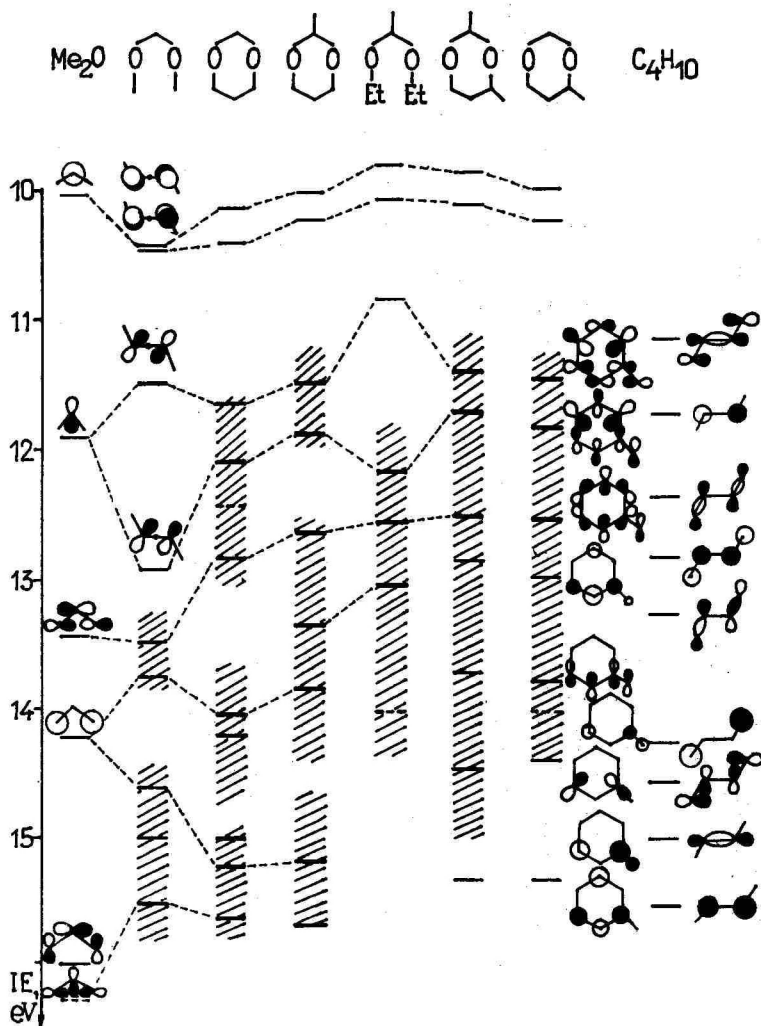 Me₂O O O O O O O O O O O O O C₄H₁₀
Et Et
10
11
12
13
14
15
IE,
eV